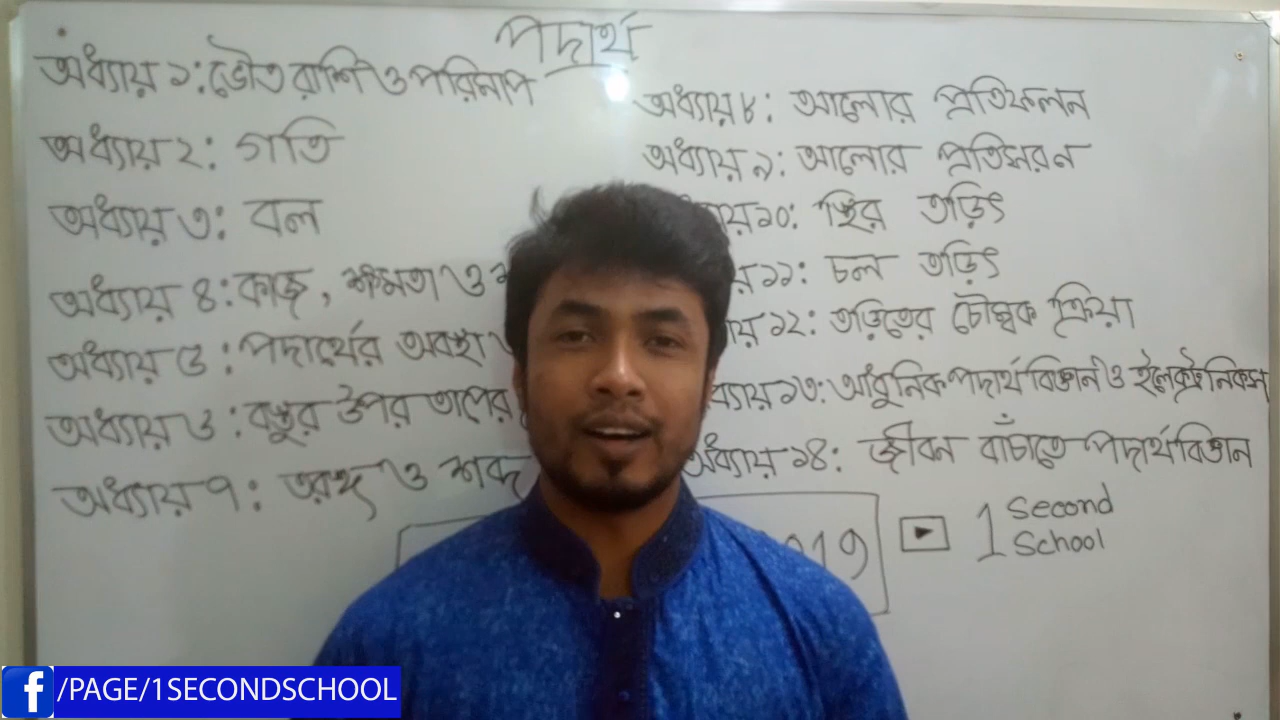 পদার্থ
অধ্যায় ১: ভৌত রাশি ও পরিমাপ
অধ্যায় ২: গতি
অধ্যায় ৩: বল
অধ্যায় ৪: কাজ, ক্ষমতা ও
অধ্যায় ৫: পদার্থের অবস্থা
অধ্যায় ৬: বস্তুর উপর তাপের
অধ্যায় ৭: তরঙ্গ ও শব্দ
অধ্যায় ৮: আলোর প্রতিফলন
অধ্যায় ৯: আলোর প্রতিসরন
১০: স্থির তড়িৎ
১১: চল তড়িৎ
১২: তড়িতের চৌম্বক ক্রিয়া
১৩: আধুনিক পদার্থ বিজ্ঞান ও ইলেকট্রনিকস
অধ্যায় ১৪: জীবন বাঁচাতে পদার্থ বিজ্ঞান
1 Second
School
/PAGE/1SECONDSCHOOL